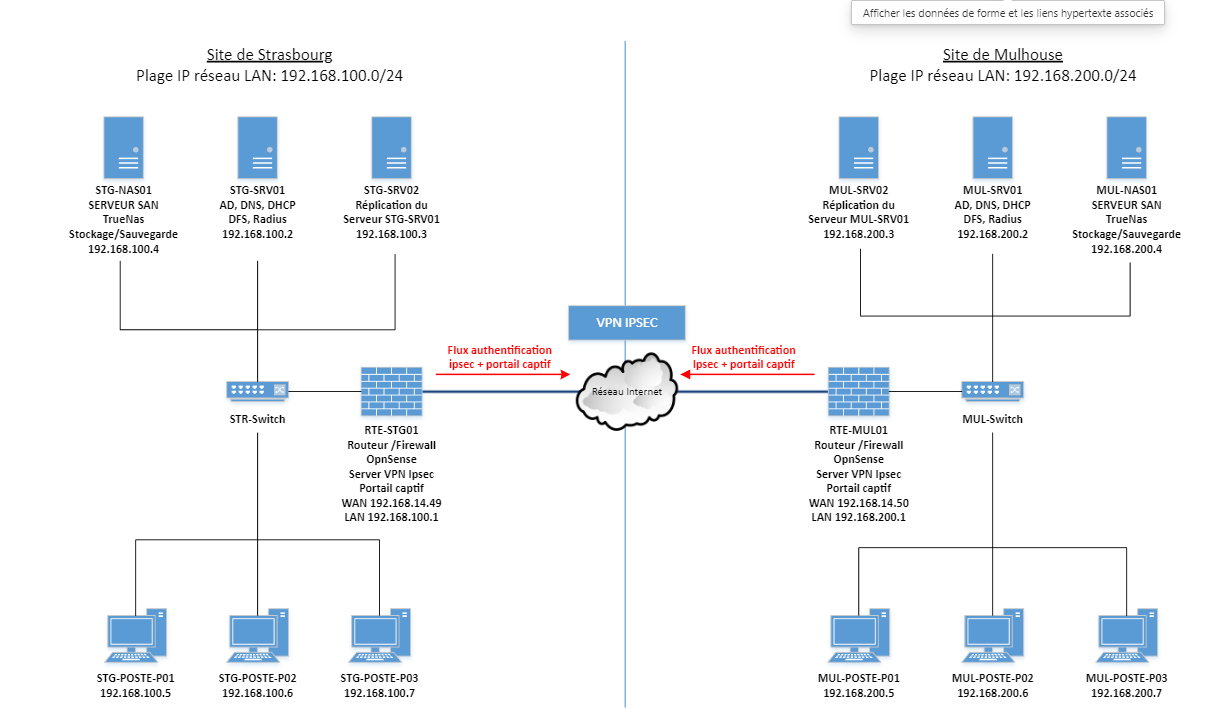 Afficher les données de forme et les liens hypertexte associés
Site de Strasbourg
Plage IP réseau LAN: 192.168.100.0/24
Site de Mulhouse
Plage IP réseau LAN: 192.168.200.0/24
STG-NAS01
SERVEUR SAN
TrueNas
Stockage/Sauvegarde
192.168.100.4
STG-SRV01
AD, DNS, DHCP
DFS, Radius
192.168.100.2
STG-SRV02
Réplication du
Serveur STG-SRV01
192.168.100.3
MUL-SRV02
Réplication du
Serveur MUL-SRV01
192.168.200.3
MUL-SRV01
AD, DNS, DHCP
DFS, Radius
192.168.200.2
MUL-NAS01
SERVEUR SAN
TrueNas
Stockage/Sauvegarde
192.168.200.4
VPN IPSEC
Flux authentification
ipsec + portail captif
Flux authentification
Ipsec + portail captif
Réseau Internet
STR-Switch
RTE-STG01
Routeur /Firewall
OpnSense
Server VPN Ipsec
Portail captif
WAN 192.168.14.49
LAN 192.168.100.1
RTE-MUL01
Routeur /Firewall
OpnSense
Server VPN Ipsec
Portail captif
WAN 192.168.14.50
LAN 192.168.200.1
MUL-Switch
STG-POSTE-P01
192.168.100.5
STG-POSTE-P02
192.168.100.6
STG-POSTE-P03
192.168.100.7
MUL-POSTE-P01
192.168.200.5
MUL-POSTE-P02
192.168.200.6
MUL-POSTE-P03
192.168.200.7